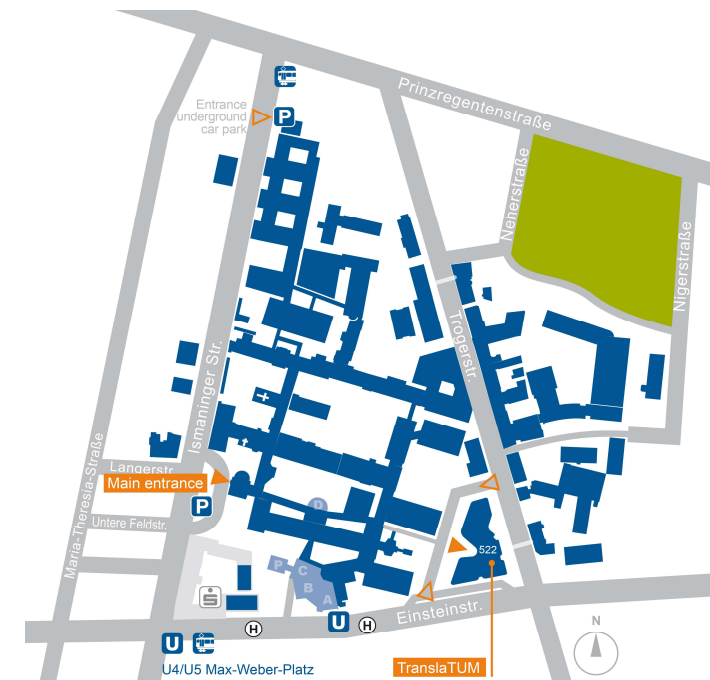 Prinzregentenstraße
P
Entrance
underground
car park
Nenerstraße
Nigerstraße
Trogerstr.
Ismaninger Str.
Maria-Theresia-Straße
Langerstr.
Main entrance
P
Untere Feldstr.
D
522
P
C
B
A
S
Einsteinstr.
U
H
H
U
U4/U5 Max-Weber-Platz
TranslaTUM
N